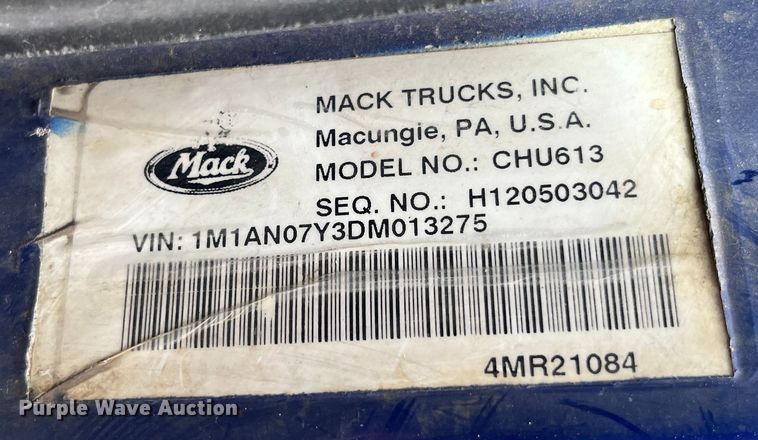 MACK TRUCKS, INC.
Macungie, PA, U.S.A.
MODEL NO.: CHU613
SEQ. NO.: H120503042
Mack
VIN: 1M1AN07Y3DM013275
4MR21084
Purple Wave Auction